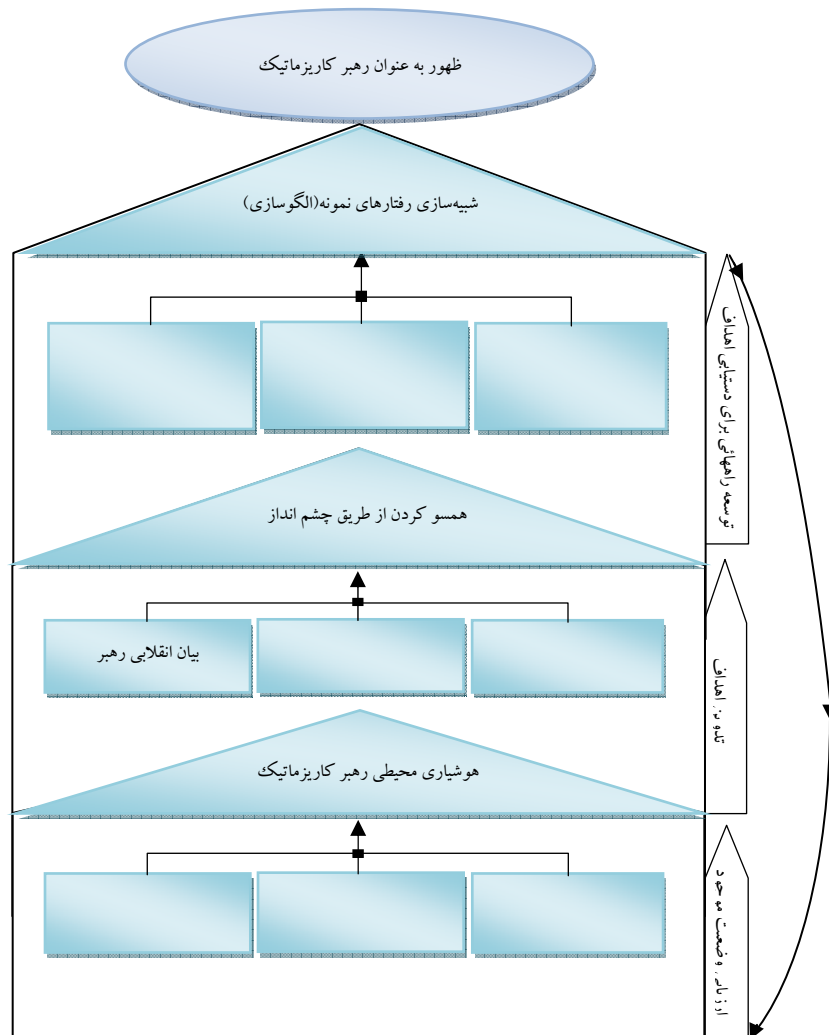 ظهور به عنوان رهبر کاریزماتیک
شبیه‌سازی رفتارهای نمونه(الگوسازی)
توسعه راههائی برای دستیابی اهداف
همسو کردن از طریق چشم انداز
بیان انقلابی رهبر
تدوین اهداف
هوشیاری محیطی رهبر کاریزماتیک
ارزیابی وضعیت موجود